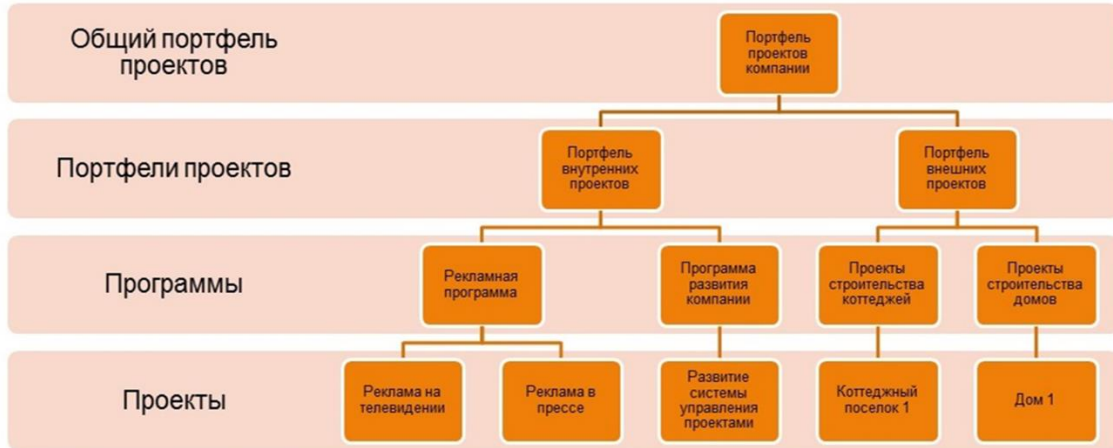 Общий портфель
проектов
Портфель
проектов
компании
Портфели проектов
Портфель
внутренних
проектов
Портфель
внешних
проектов
Программы
Рекламная
программа
Программа
развития
компании
Проекты
строительства
коттеджей
Проекты
строительства
домов
Проекты
Реклама на
телевидении
Реклама в
прессе
Развитие
системы
управления
проектами
Коттеджный
поселок 1
Дом 1